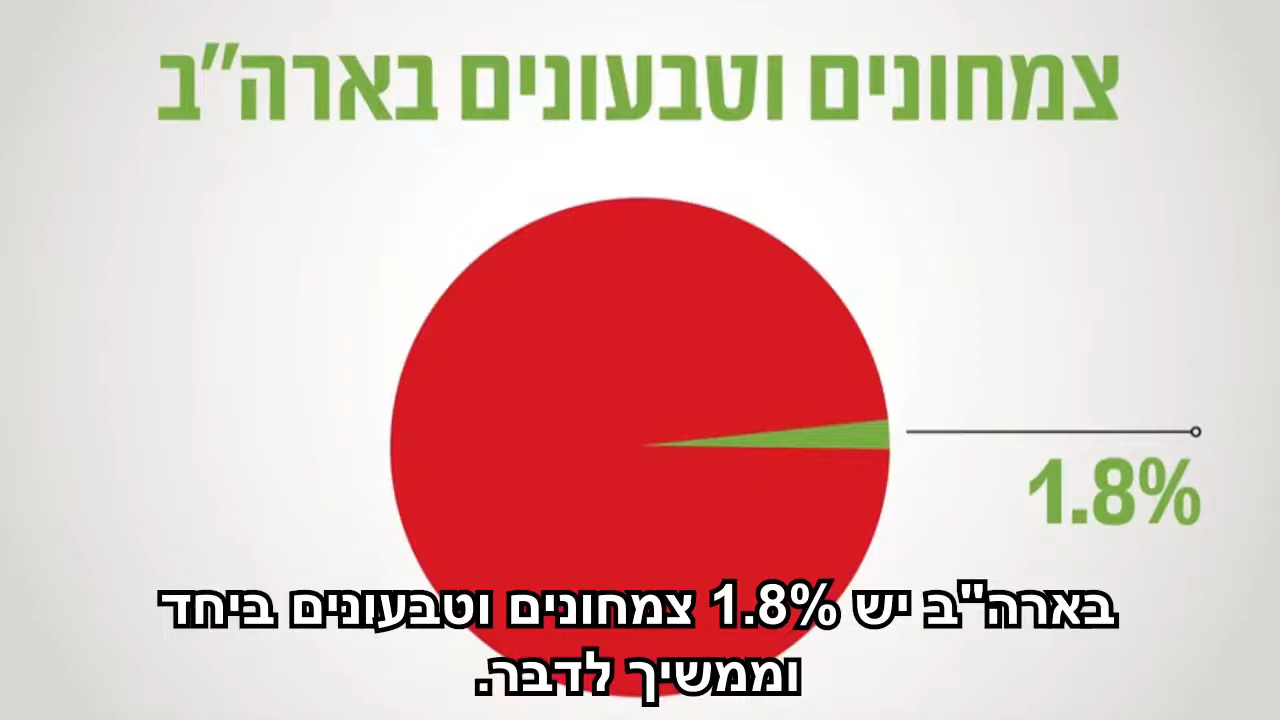 צמחונים וטבעונים בארה״ב
1.8%
בארה"ב יש 1.8% צמחונים וטבעונים ביחד
וממשיך לדבר.